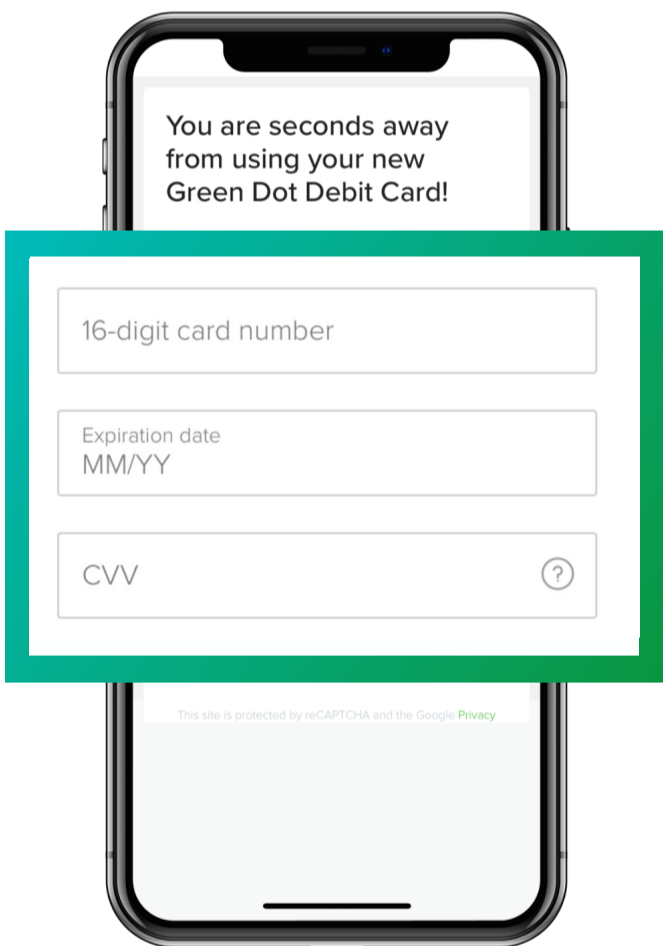 You are seconds away
from using your new
Green Dot Debit Card!
16-digit card number
Expiration date
MM/YY
CVV
?
This site is protected by reCAPTCHA and the Google Privacy